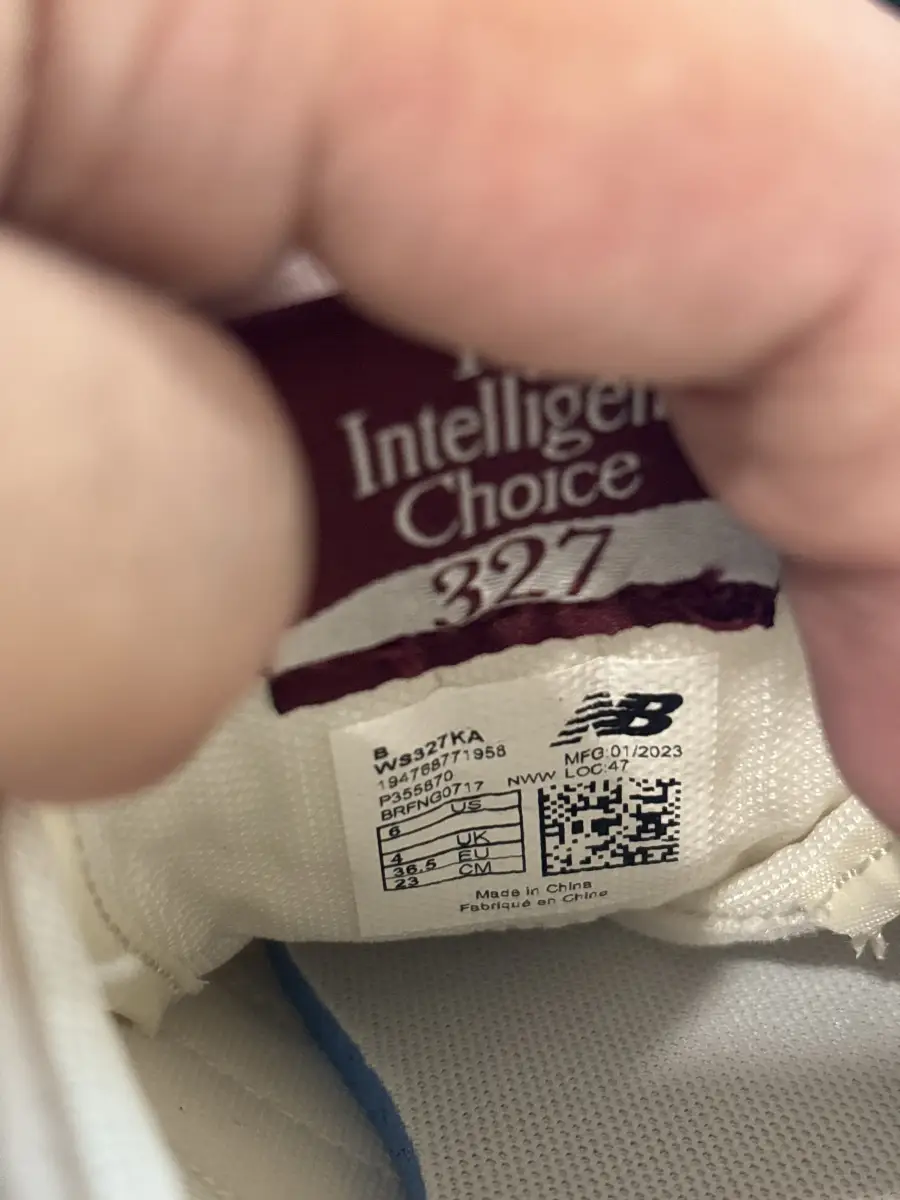 Intelligen
Choice
327
NB
B
WS327KA
194768771958
P355870
BRFNG0717
MFG:01/2023
NWW LOC:47
6 US
4 UK
36.5 EU
23 CM
Made in China
Fabriqué en Chine